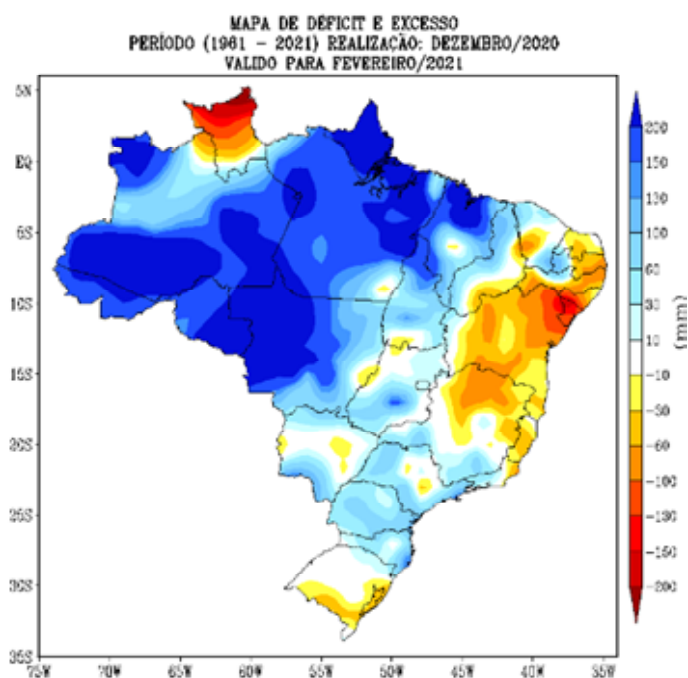 MAPA DE DÉFICIT E EXCESSO
PERÍODO (1961 - 2021) REALIZAÇÃO: DEZEMBRO/2020
VALIDO PARA FEVEREIRO/2021
5N
EQ
5S
10S
15S
20S
25S
30S
35S
75W 70W 65W 60W 55W 50W 45W 40W 35W
200
150
130
100
60
30
10
-10
-30
-60
-100
-130
-150
-200
(mm)